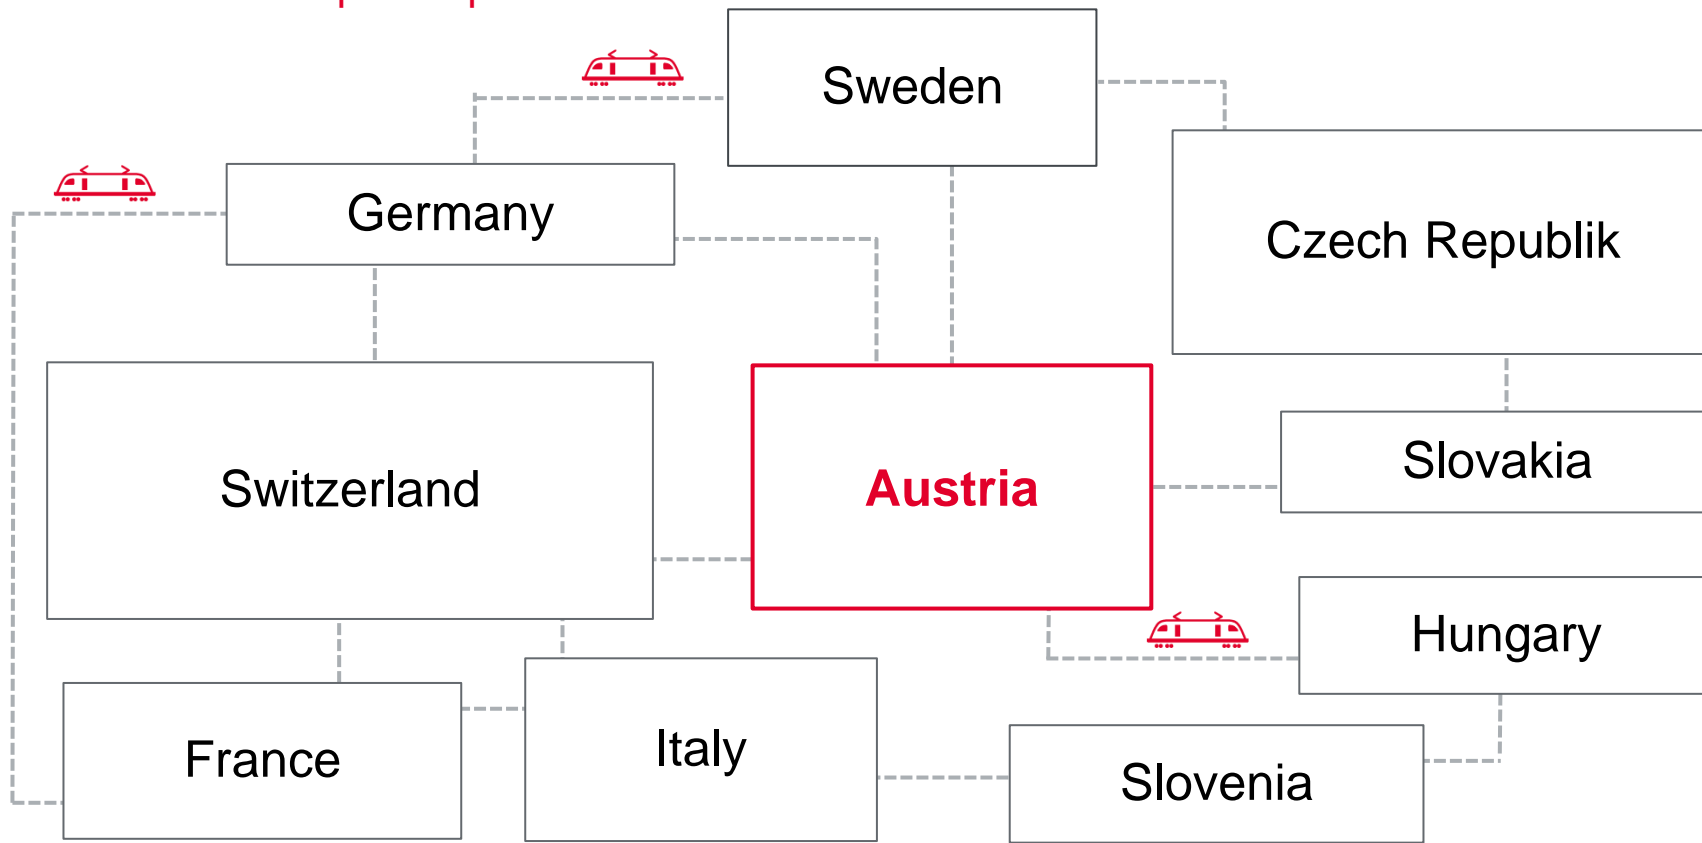 Sweden
Germany
Czech Republik
Switzerland
Austria
Slovakia
Hungary
France
Italy
Slovenia